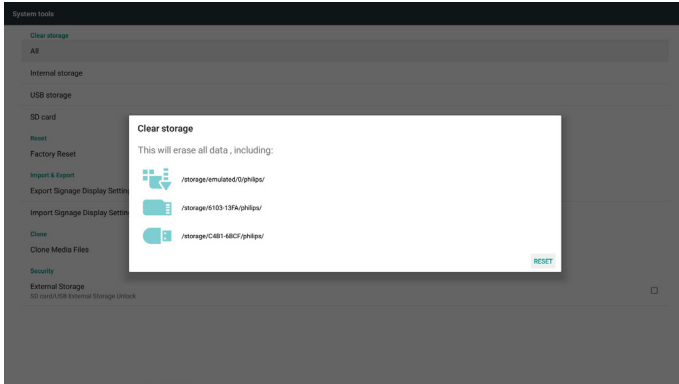 System tools
Clear storage
All
Internal storage
USB storage
SD card
Reset
Factory Reset
Import & Export
Export Signage Display Settin
Import Signage Display Settin
Clone
Clone Media Files
Security
External Storage
SD card/USB External Storage Unlock
Clear storage
This will erase all data , including:
/storage/emulated/0/philips/
/storage/6103-13FA/philips/
/storage/C4B1-6BCF/philips/
RESET